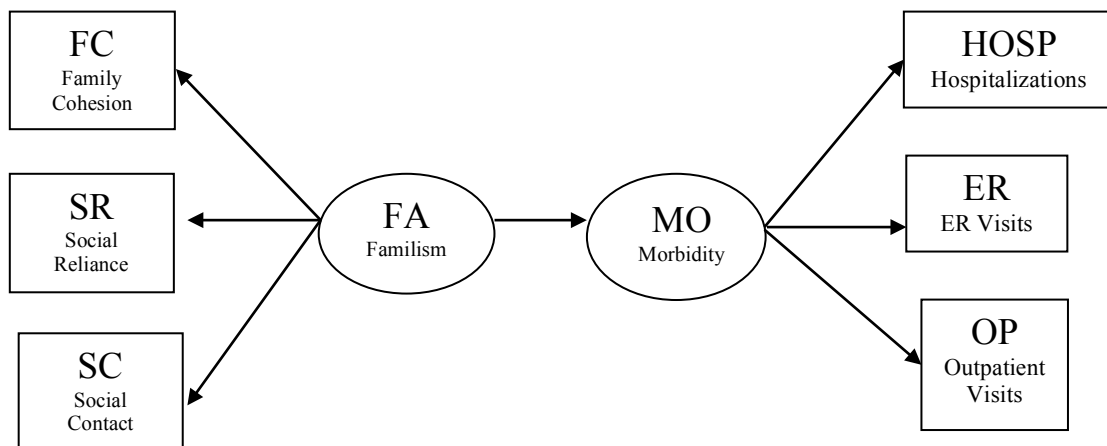 FC
Family
Cohesion
SR
Social
Reliance
SC
Social
Contact
FA
Familism
MO
Morbidity
HOSP
Hospitalizations
ER
ER Visits
OP
Outpatient
Visits